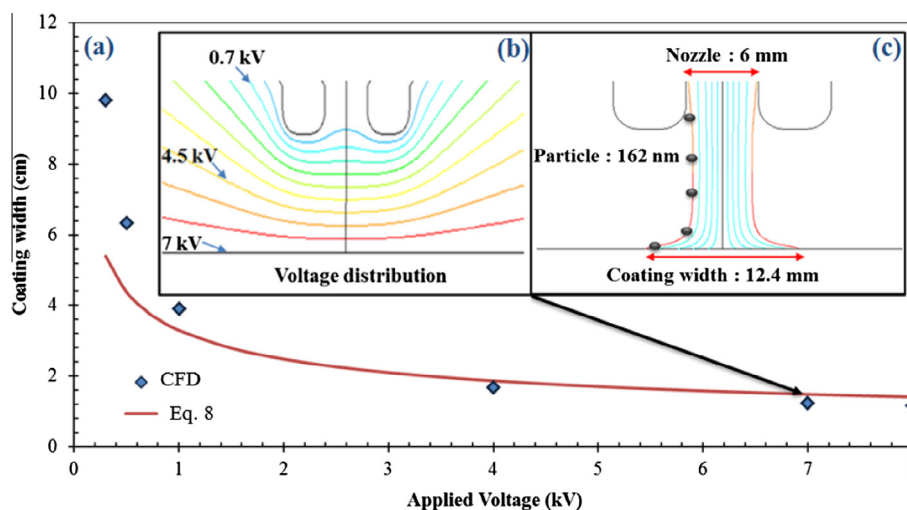 12
10
8
6
4
2
0
Coating width (cm)
(a)
(b)
0.7 kV
4.5 kV
7 kV
Voltage distribution
(c)
Nozzle : 6 mm
Particle : 162 nm
Coating width : 12.4 mm
CFD
Eq. 8
0 1 2 3 4 5 6 7
Applied Voltage (kV)